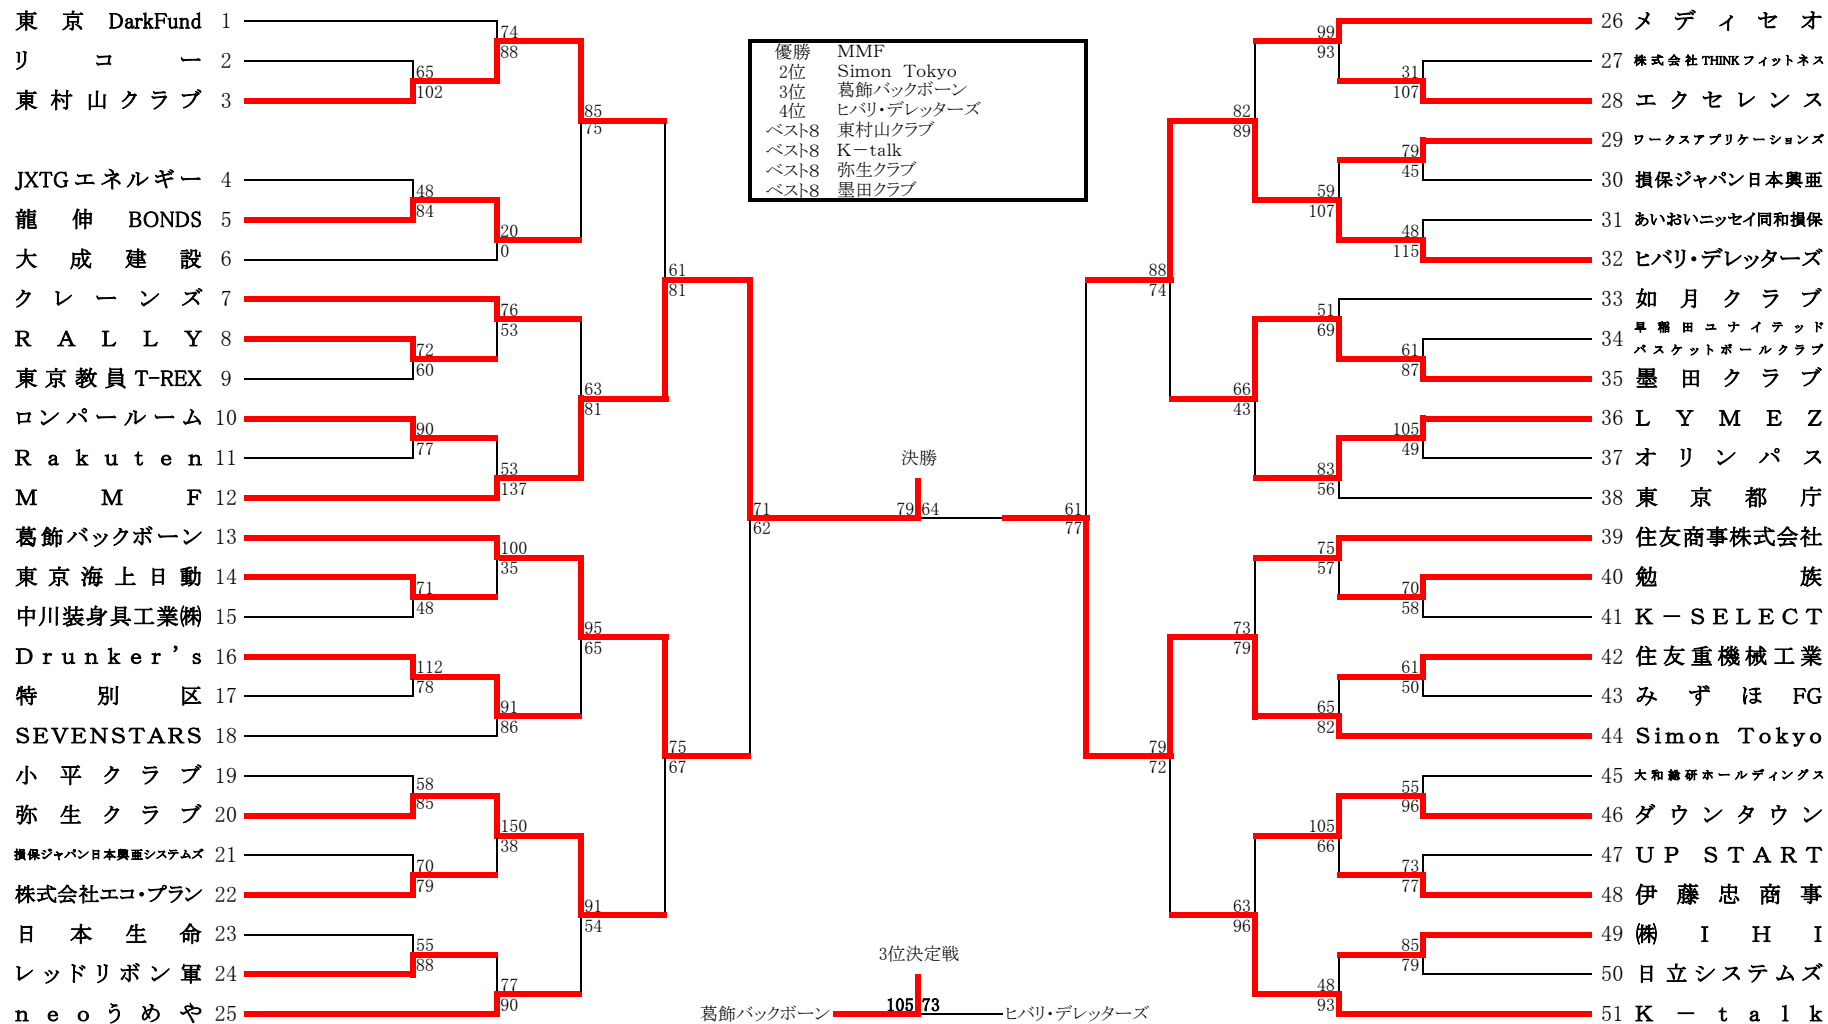 東京 DarkFund 1
リコー 2
東村山クラブ 3
JXTGエネルギー 4
龍伸 BONDS 5
大成建設 6
クレーンズ 7
RALLY 8
東京教員T-REX 9
ロンパールーム 10
Rakuten 11
MMF 12
葛飾バックボーン 13
東京海上日動 14
中川装身具工業㈱ 15
Drunker's 16
特別区 17
SEVENSTARS 18
小平クラブ 19
弥生クラブ 20
損保ジャパン日本興亜システムズ 21
株式会社エコ・プラン 22
日本生命 23
レッドリボン軍 24
neoうめや 25
74
88
65
102
85
75
48
84
20
0
61
81
76
53
72
60
63
81
90
77
53
137
71
62
100
35
71
48
95
65
112
78
91
86
75
67
58
85
150
38
70
79
91
54
55
88
77
90
優勝 MMF
2位 Simon Tokyo
3位 葛飾バックボーン
4位 ヒバリ・デレッターズ
ベスト8 東村山クラブ
ベスト8 K－talk
ベスト8 弥生クラブ
ベスト8 墨田クラブ
決勝
79 64
3位決定戦
葛飾バックボーン 105 73 ヒバリ・デレッターズ
99
93
31
107
82
89
79
45
59
107
48
115
88
74
51
69
61
87
66
43
105
49
83
56
61
77
75
57
70
58
73
79
61
50
65
82
79
72
55
96
105
66
73
77
63
96
85
79
48
93
26 メディセオ
27 株式会社THINKフィットネス
28 エクセレンス
29 ワークスアプリケーションズ
30 損保ジャパン日本興亜
31 あいおいニッセイ同和損保
32 ヒバリ・デレッターズ
33 如月クラブ
34 早稲田ユナイテッド
バスケットボールクラブ
35 墨田クラブ
36 LYMEZ
37 オリンパス
38 東京都庁
39 住友商事株式会社
40 勉族
41 K－SELECT
42 住友重機械工業
43 みずほFG
44 Simon Tokyo
45 大和総研ホールディングス
46 ダウンタウン
47 UP START
48 伊藤忠商事
49 ㈱IHI
50 日立システムズ
51 K－talk